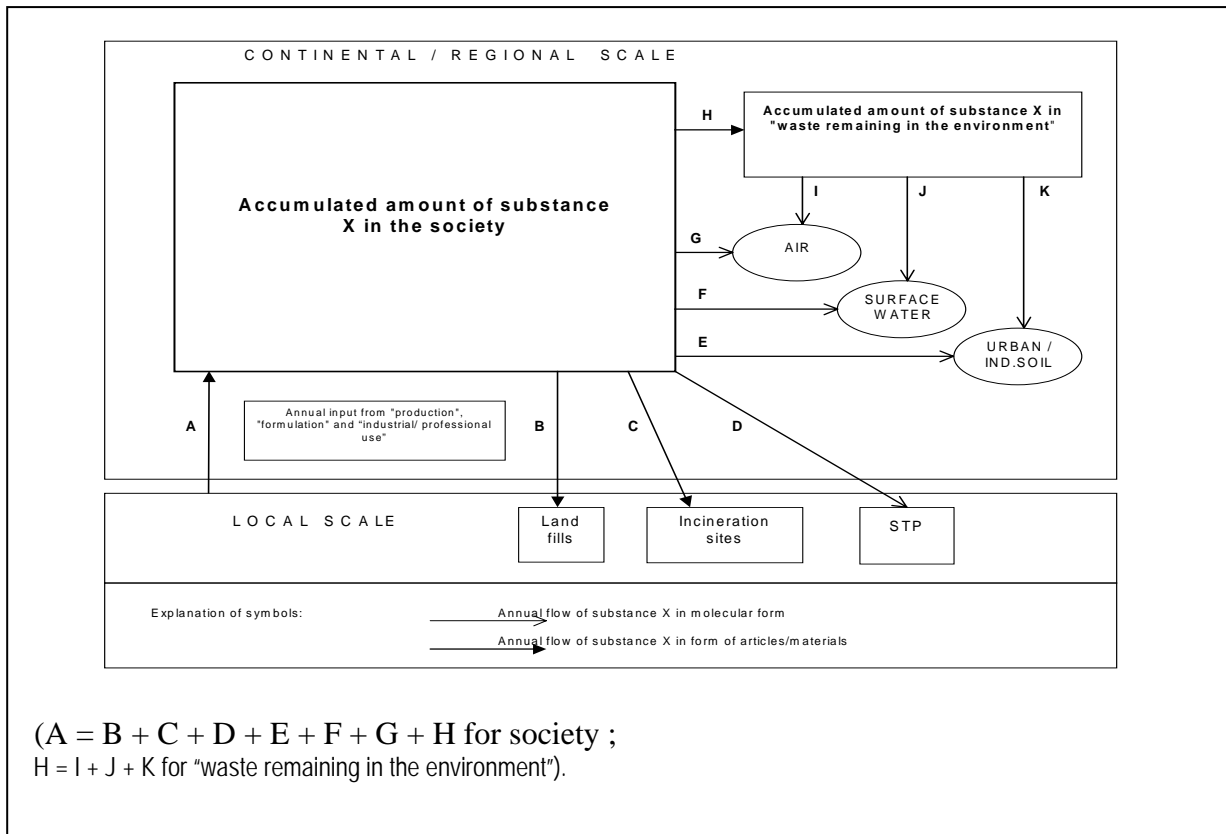 CONTINENTAL / REGIONAL SCALE
H
Accumulated amount of substance X in
"waste remaining in the environment"
I
J
K
Accumulated amount of substance
X in the society
G
AIR
F
SURFACE
WATER
E
URBAN /
IND.SOIL
A
Annual input from "production",
"formulation" and “industrial/ professional
use”
B
C
D
LOCAL SCALE
Land
fills
Incineration
sites
STP
Explanation of symbols:
Annual flow of substance X in molecular form
Annual flow of substance X in form of articles/materials
(A = B + C + D + E + F + G + H for society ;
H = I + J + K for “waste remaining in the environment”).